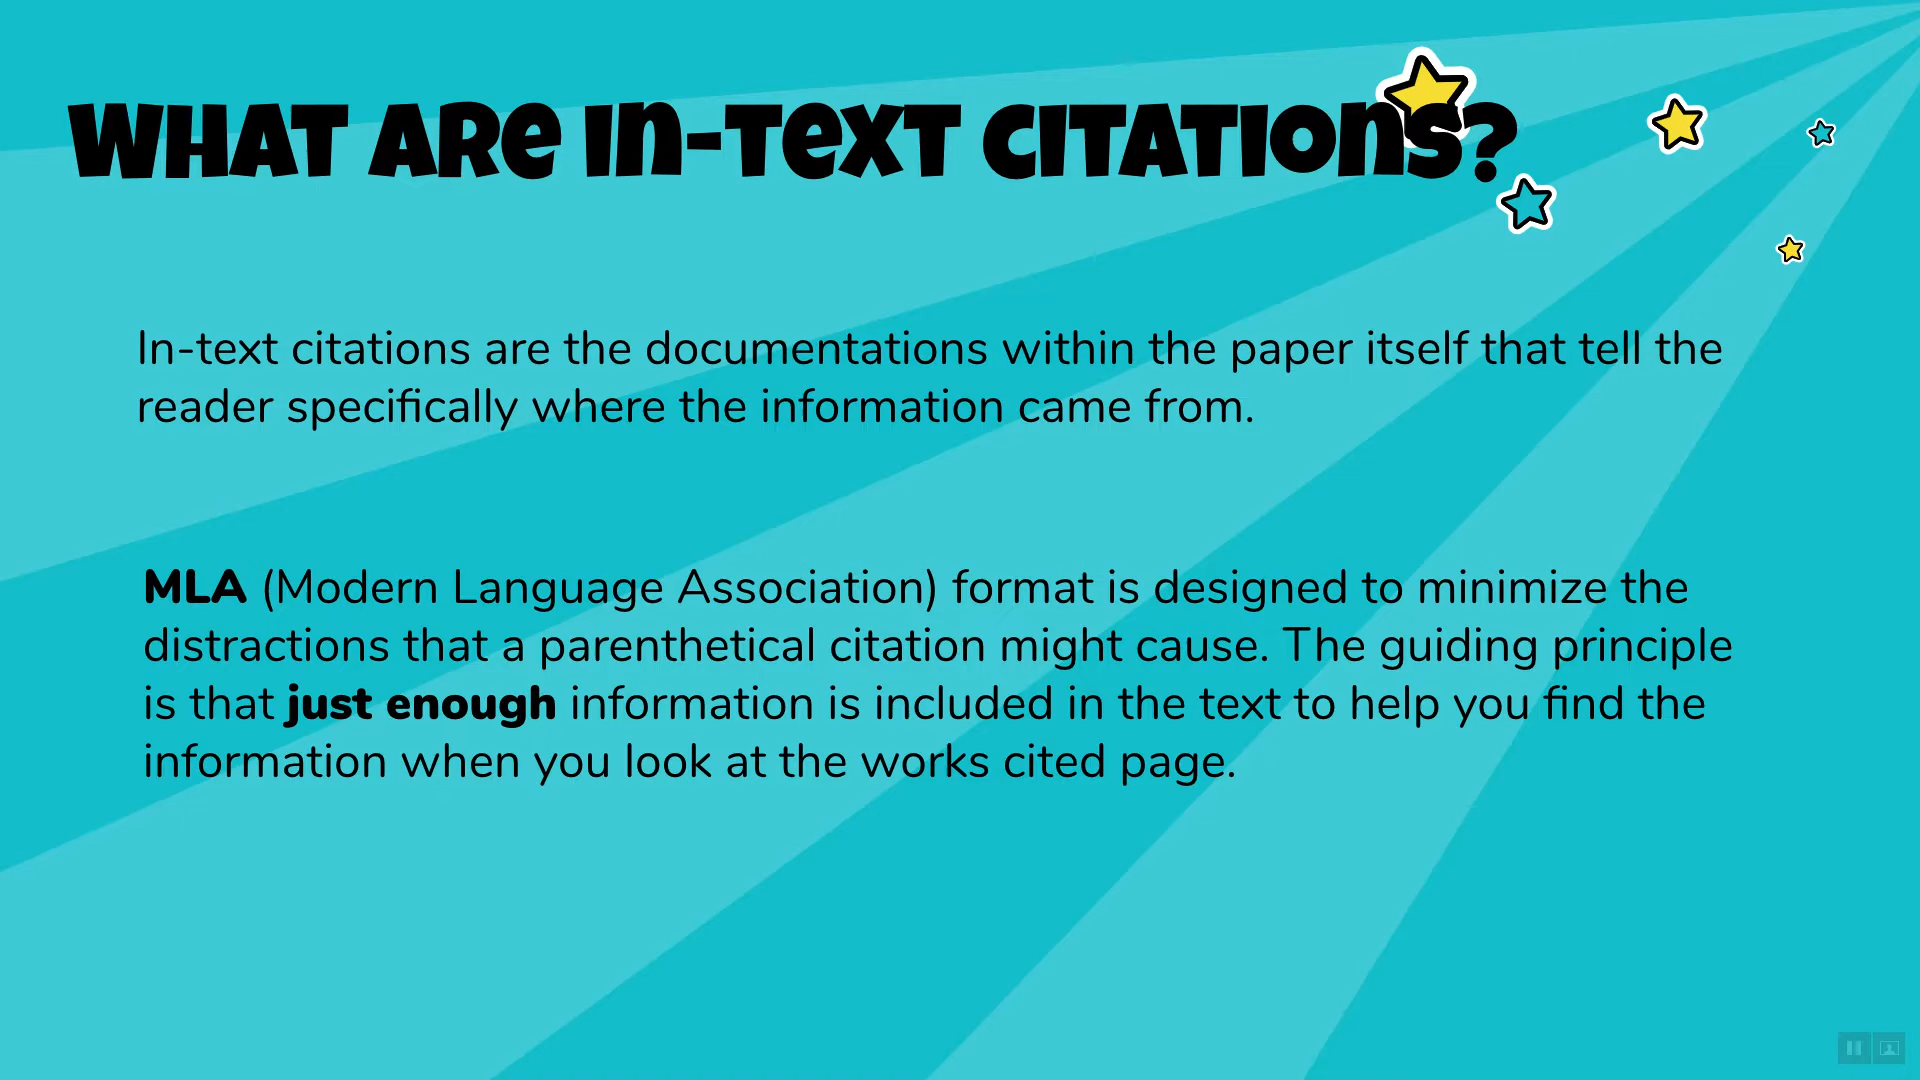 WHAT ARE IN-TEXT CITATIONS?
In-text citations are the documentations within the paper itself that tell the
reader specifically where the information came from.
MLA (Modern Language Association) format is designed to minimize the
distractions that a parenthetical citation might cause. The guiding principle
is that just enough information is included in the text to help you find the
information when you look at the works cited page.